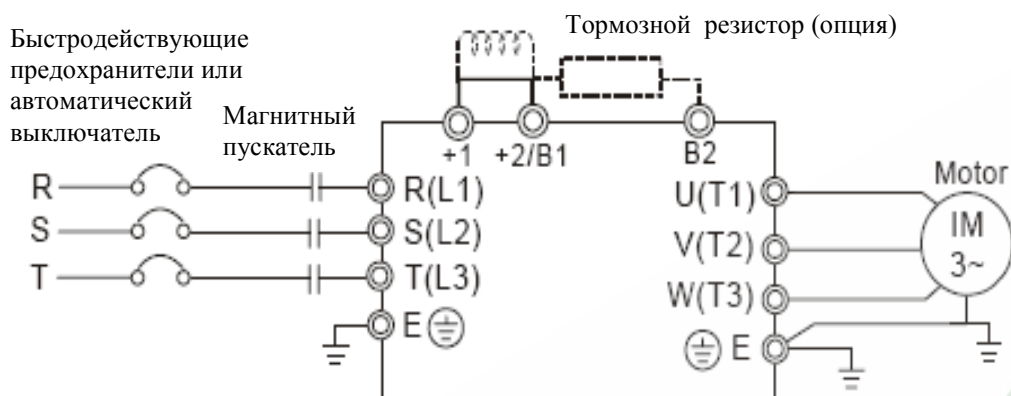 Тормозной резистор (опция)
Быстродействующие
предохранители или
автоматический
выключатель
Магнитный
пускатель
+1
+2/B1
B2
R
R(L1)
S
S(L2)
T
T(L3)
E
U(T1)
V(T2)
W(T3)
E
Motor
IM
3~